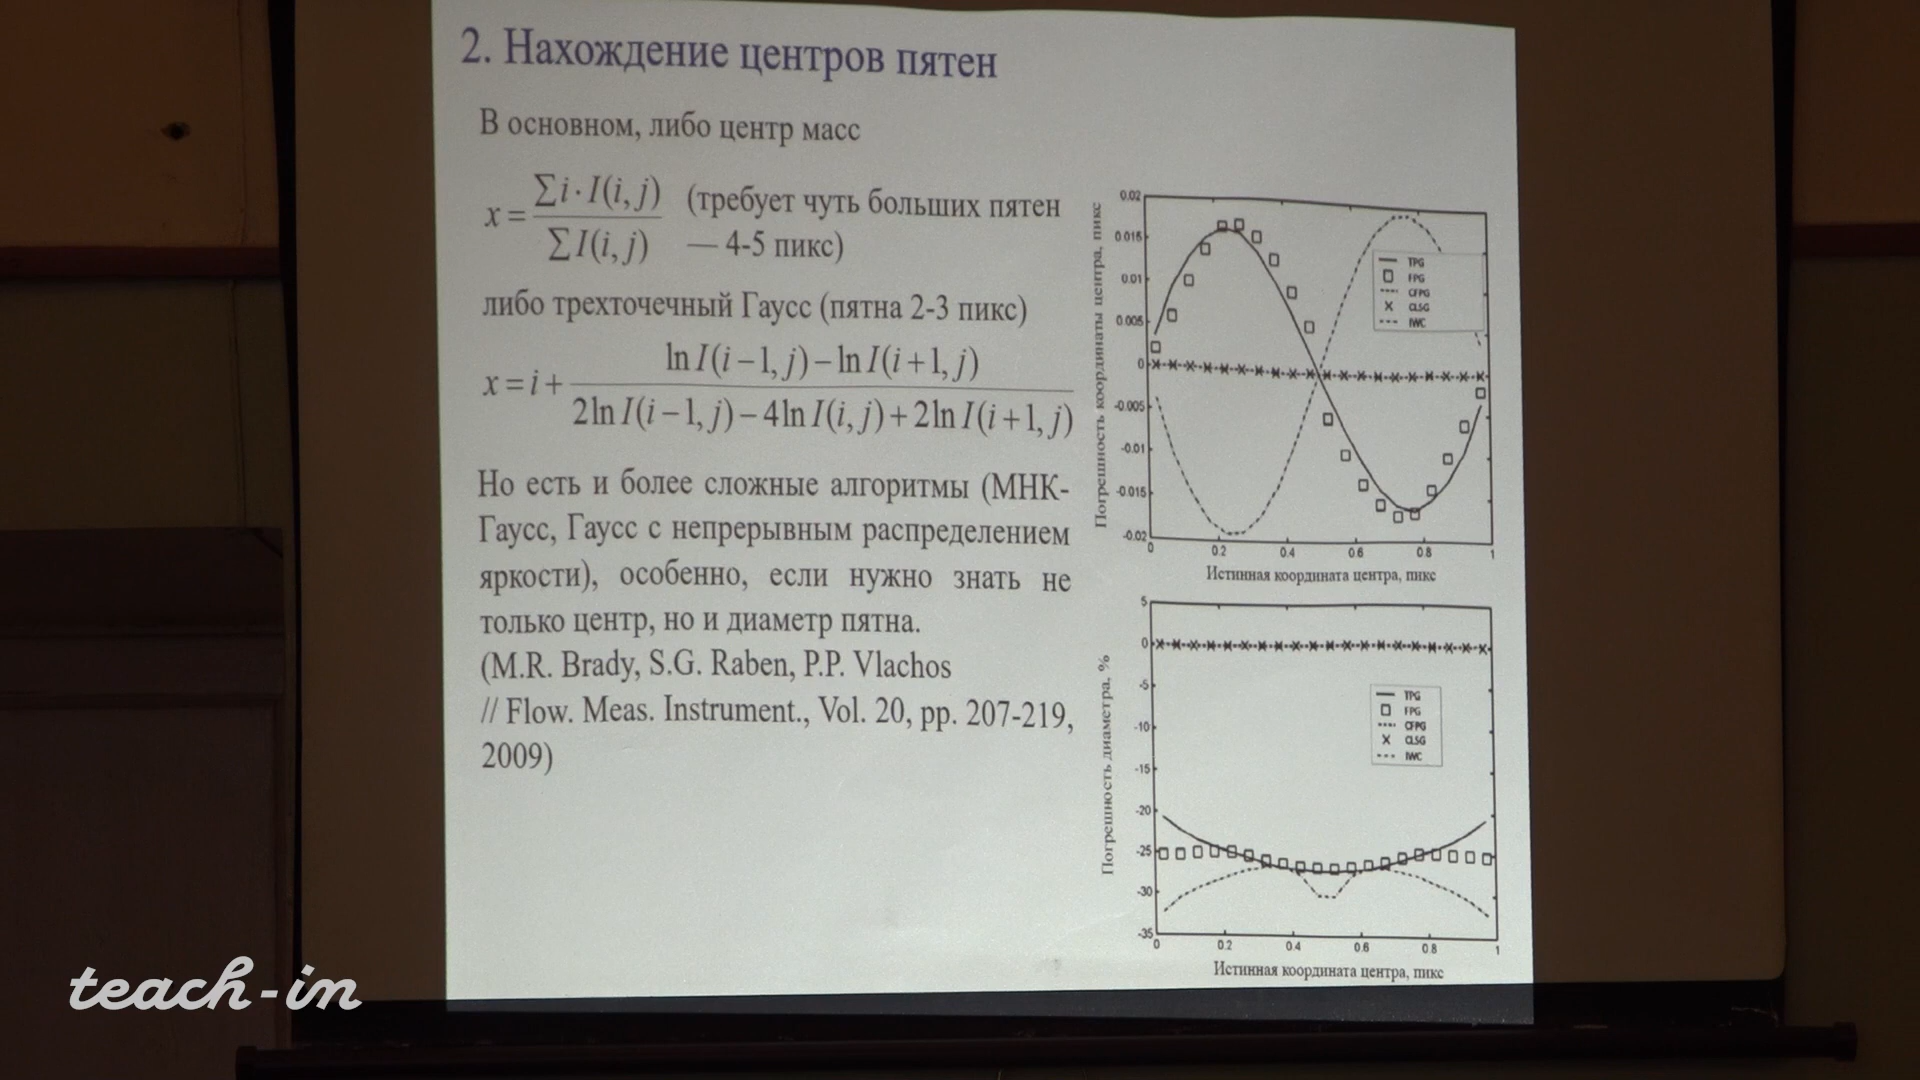 2. Нахождение центров пятен
В основном, либо центр масс
x = ∑i·I(i, j) / ∑I(i, j) (требует чуть больших пятен
— 4-5 пикс)
либо трехточечный Гаусс (пятна 2-3 пикс)
x = i + (ln I(i−1, j) − ln I(i+1, j)) / (2ln I(i−1, j) − 4ln I(i, j) + 2ln I(i+1, j))
Но есть и более сложные алгоритмы (МНК-
Гаусс, Гаусс с непрерывным распределением
яркости), особенно, если нужно знать не
только центр, но и диаметр пятна.
(M.R. Brady, S.G. Raben, P.P. Vlachos
// Flow. Meas. Instrument., Vol. 20, pp. 207-219,
2009)
Погрешность координаты центра, пикс
0.02
0.015
0.01
0.005
0
-0.005
-0.01
-0.015
-0.02
TPG
FPG
CFPG
CLSG
IWC
0 0.2 0.4 0.6 0.8 1
Истинная координата центра, пикс
Погрешность диаметра, %
5
0
-5
-10
-15
-20
-25
-30
-35
TPG
FPG
CFPG
CLSG
IWC
0 0.2 0.4 0.6 0.8 1
Истинная координата центра, пикс
teach-in